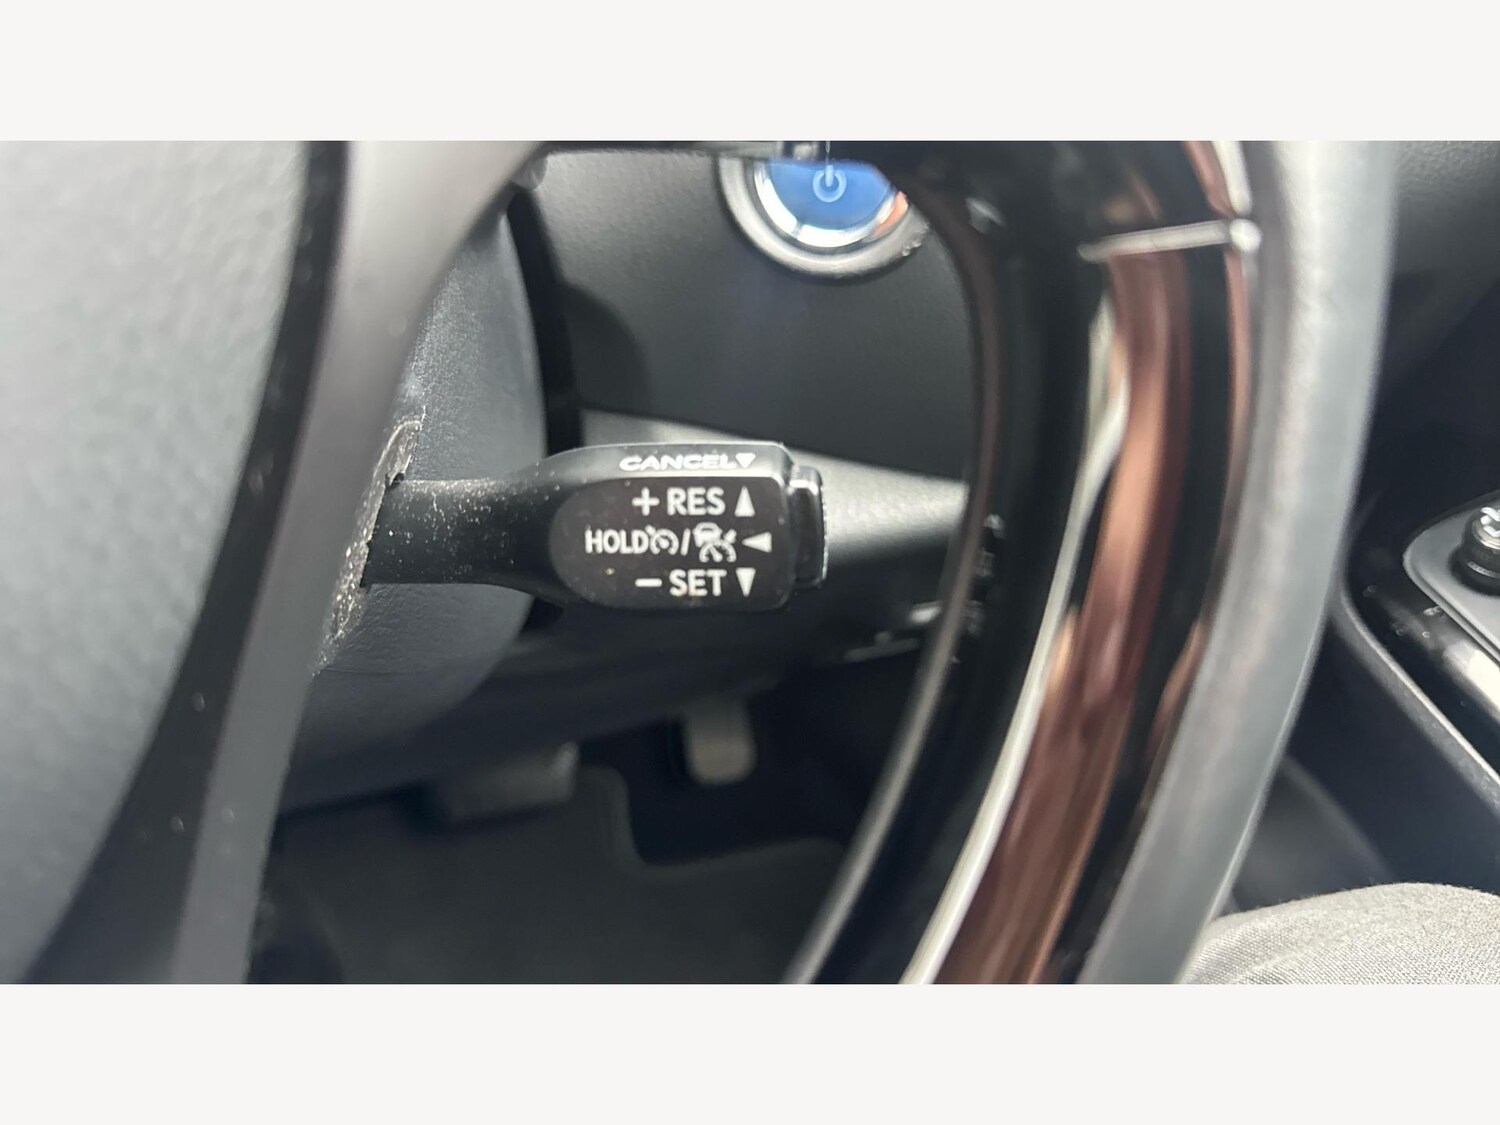 CANCEL
+ RES
HOLD /
– SET